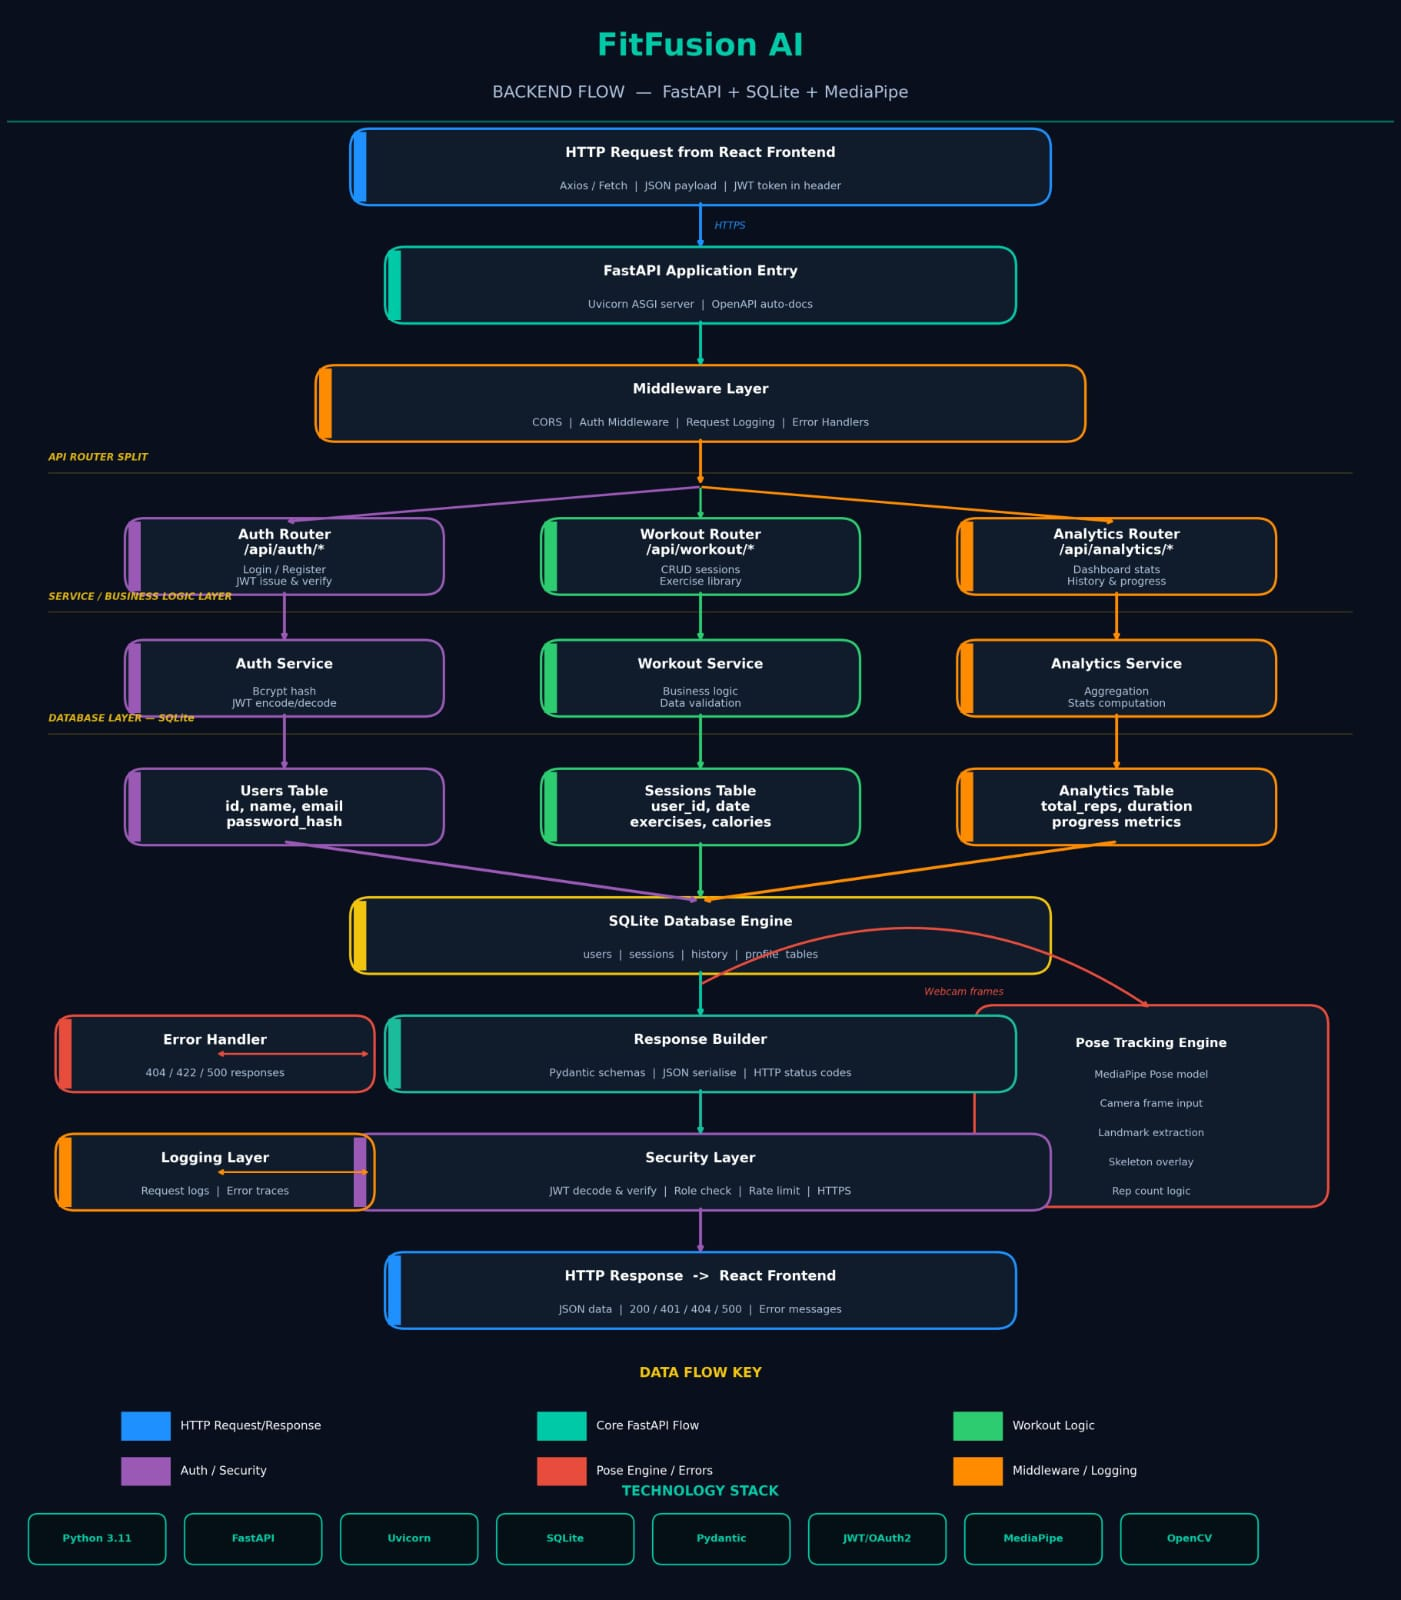 FitFusion AI
BACKEND FLOW — FastAPI + SQLite + MediaPipe
HTTP Request from React Frontend
Axios / Fetch | JSON payload | JWT token in header
HTTPS
FastAPI Application Entry
Uvicorn ASGI server | OpenAPI auto-docs
Middleware Layer
CORS | Auth Middleware | Request Logging | Error Handlers
API ROUTER SPLIT
Auth Router
/api/auth/*
Login / Register
JWT issue & verify
Workout Router
/api/workout/*
CRUD sessions
Exercise library
Analytics Router
/api/analytics/*
Dashboard stats
History & progress
SERVICE / BUSINESS LOGIC LAYER
Auth Service
Bcrypt hash
JWT encode/decode
Workout Service
Business logic
Data validation
Analytics Service
Aggregation
Stats computation
DATABASE LAYER — SQLite
Users Table
id, name, email
password_hash
Sessions Table
user_id, date
exercises, calories
Analytics Table
total_reps, duration
progress metrics
SQLite Database Engine
users | sessions | history | profile tables
Webcam frames
Error Handler
404 / 422 / 500 responses
Response Builder
Pydantic schemas | JSON serialise | HTTP status codes
Pose Tracking Engine
MediaPipe Pose model
Camera frame input
Landmark extraction
Skeleton overlay
Rep count logic
Logging Layer
Request logs | Error traces
Security Layer
JWT decode & verify | Role check | Rate limit | HTTPS
HTTP Response -> React Frontend
JSON data | 200 / 401 / 404 / 500 | Error messages
DATA FLOW KEY
HTTP Request/Response
Core FastAPI Flow
Workout Logic
Auth / Security
Pose Engine / Errors
Middleware / Logging
TECHNOLOGY STACK
Python 3.11
FastAPI
Uvicorn
SQLite
Pydantic
JWT/OAuth2
MediaPipe
OpenCV